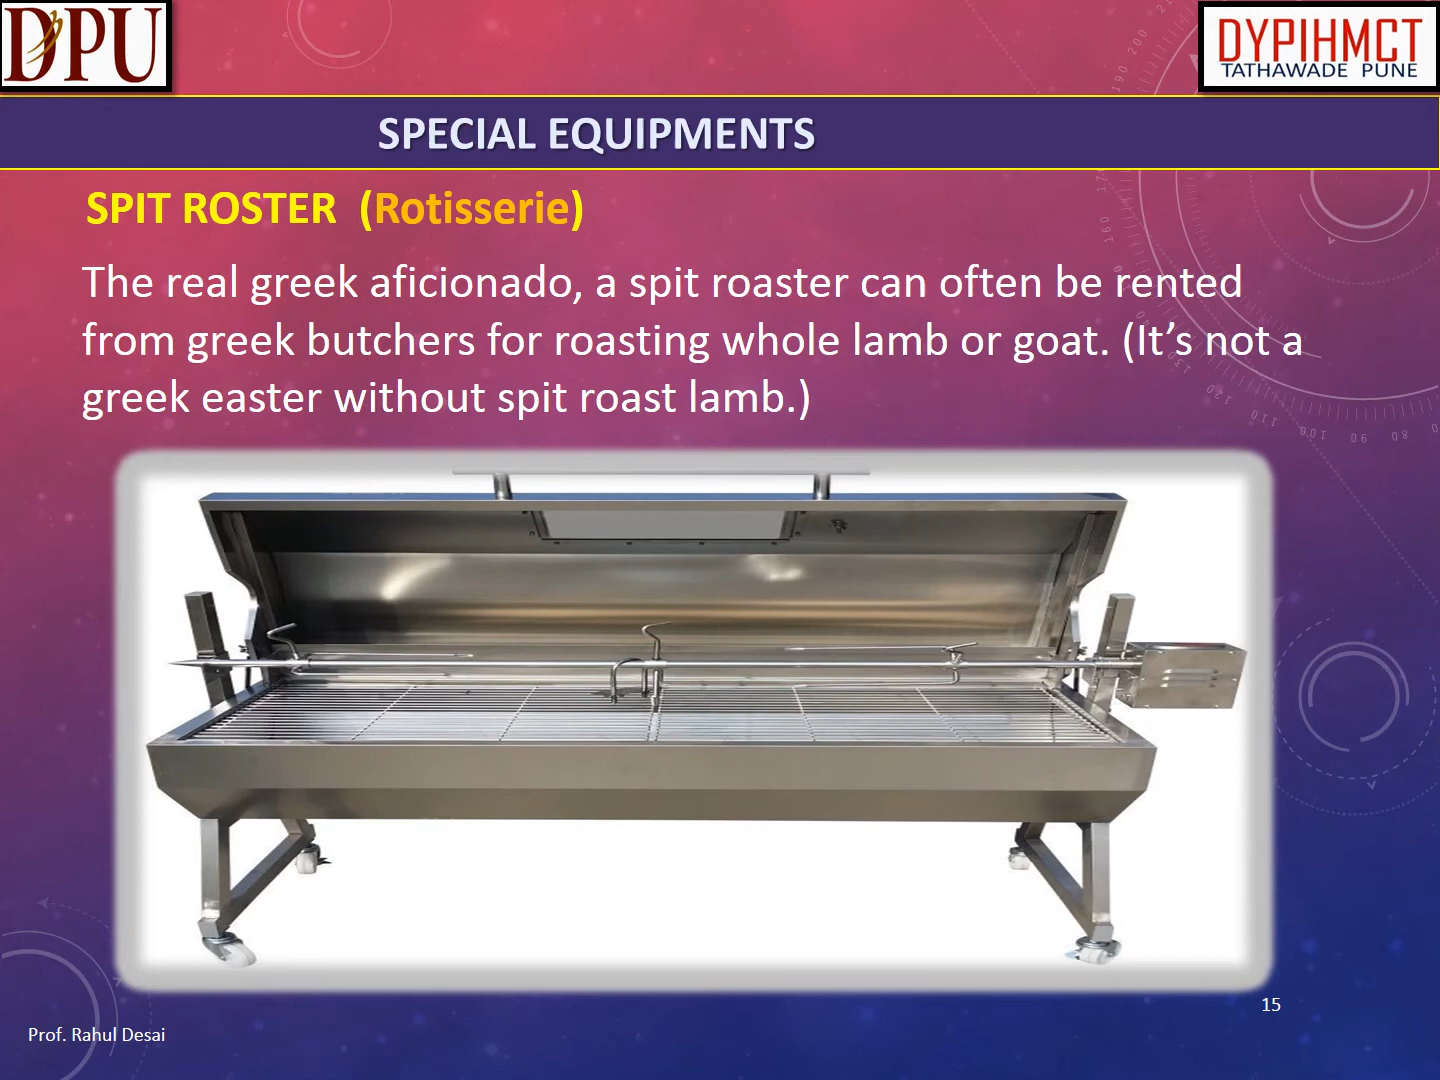 DPU
DYPIHMCT
TATHAWADE PUNE
SPECIAL EQUIPMENTS
SPIT ROSTER (Rotisserie)
The real greek aficionado, a spit roaster can often be rented
from greek butchers for roasting whole lamb or goat. (It’s not a
greek easter without spit roast lamb.)
15
Prof. Rahul Desai